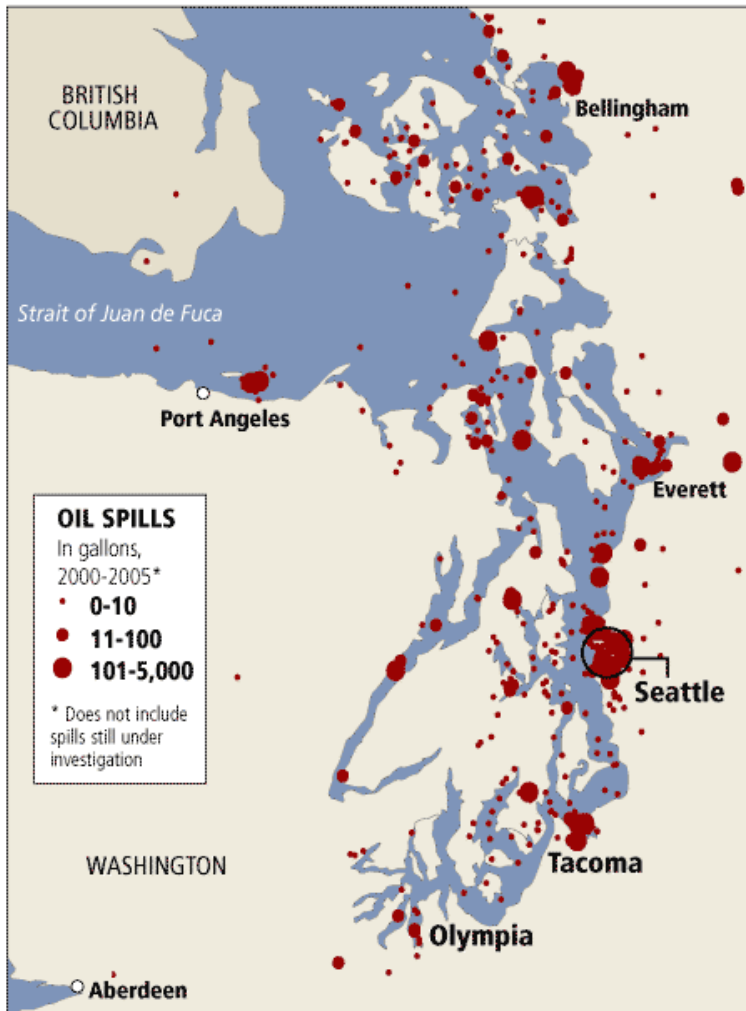 BRITISH
COLUMBIA
Bellingham
Strait of Juan de Fuca
Port Angeles
Everett
OIL SPILLS
In gallons,
2000-2005*
0-10
11-100
101-5,000
* Does not include
spills still under
investigation
Seattle
WASHINGTON
Tacoma
Olympia
Aberdeen